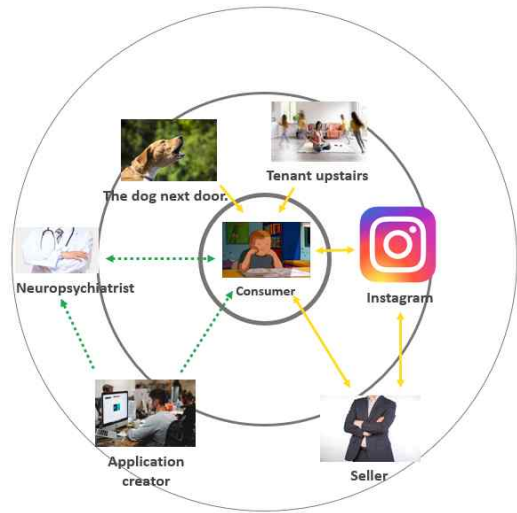 Tenant upstairs
The dog next door.
Neuropsychiatrist
Consumer
Instagram
Application
creator
Seller